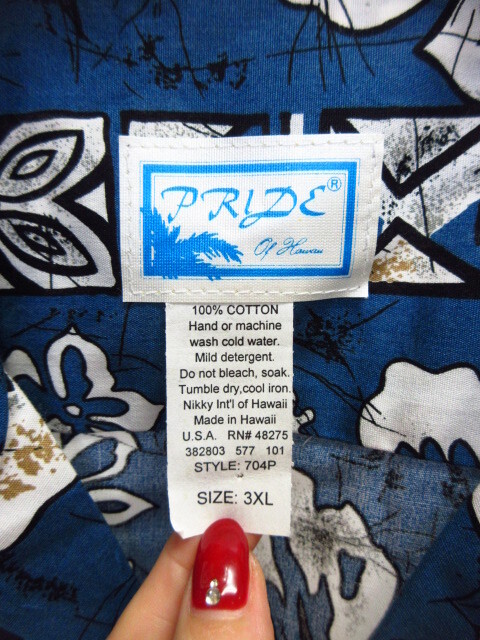 PRIDE®
Of Hawaii
100% COTTON
Hand or machine
wash cold water.
Mild detergent.
Do not bleach, soak.
Tumble dry,cool iron.
Nikky Int'l of Hawaii
Made in Hawaii
U.S.A. RN# 48275
382803 577 101
STYLE: 704P
SIZE: 3XL